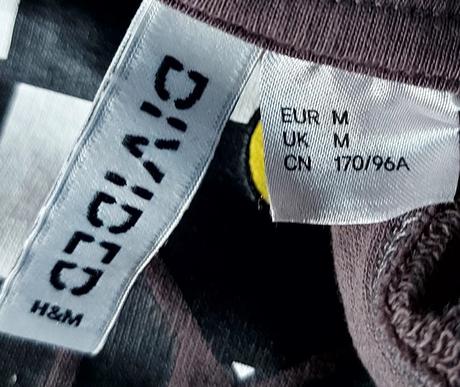 DIVIDED
H&M
EUR M
UK M
CN 170/96A